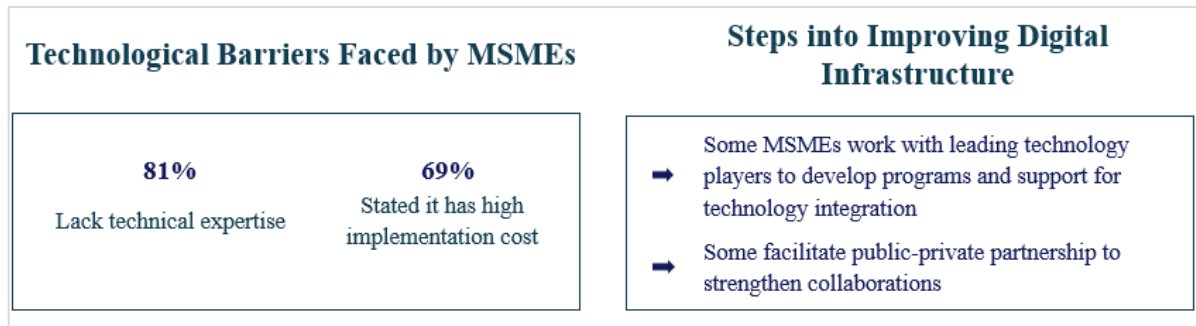 Technological Barriers Faced by MSMEs
81%
Lack technical expertise
69%
Stated it has high
implementation cost
Steps into Improving Digital
Infrastructure
Some MSMEs work with leading technology
players to develop programs and support for
technology integration
Some facilitate public-private partnership to
strengthen collaborations